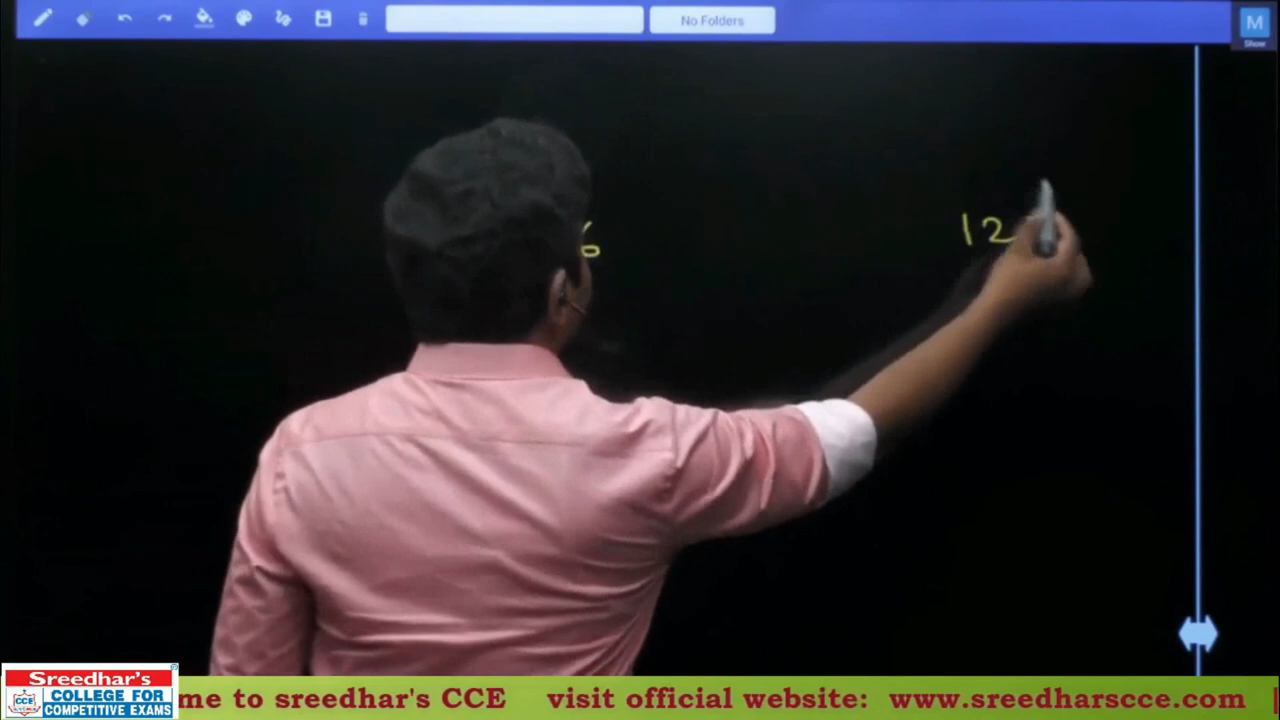 No Folders
M
Show
6 12
Sreedhar's
CCE
COLLEGE FOR
COMPETITIVE EXAMS
me to sreedhar's CCE visit official website: www.sreedharscce.com